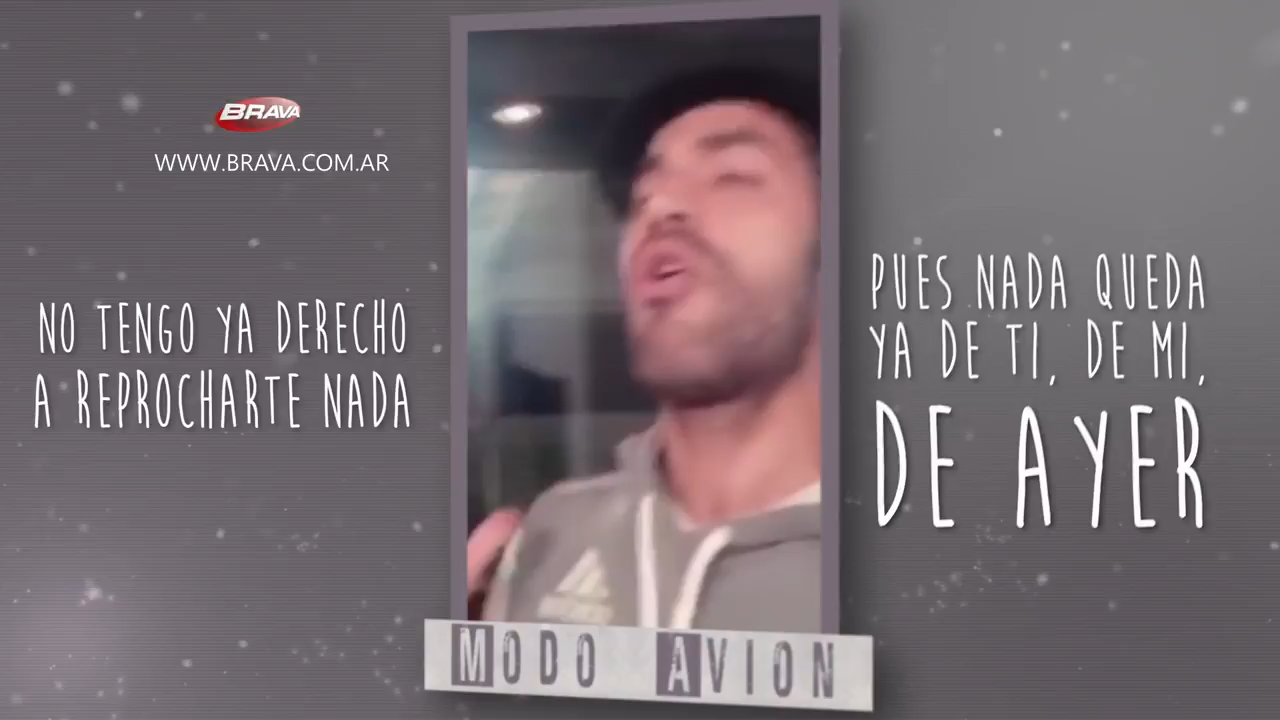 BRAVA
WWW.BRAVA.COM.AR
NO TENGO YA DERECHO
A REPROCHARTE NADA
PUES NADA QUEDA
YA DE TI, DE MI,
DE AYER
MODO AVION